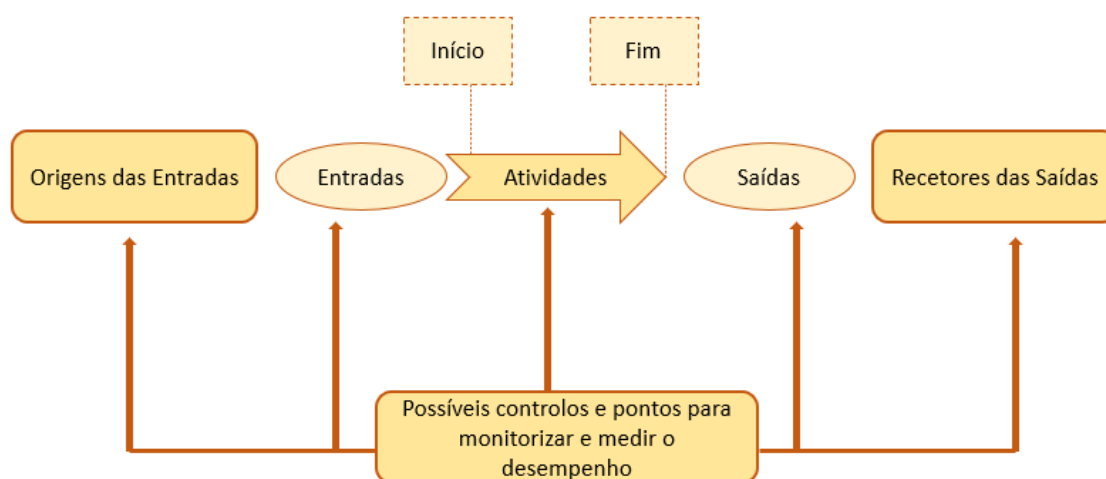 Início
Fim
Origens das Entradas
Entradas
Atividades
Saídas
Recetores das Saídas
Possíveis controlos e pontos para
monitorizar e medir o
desempenho